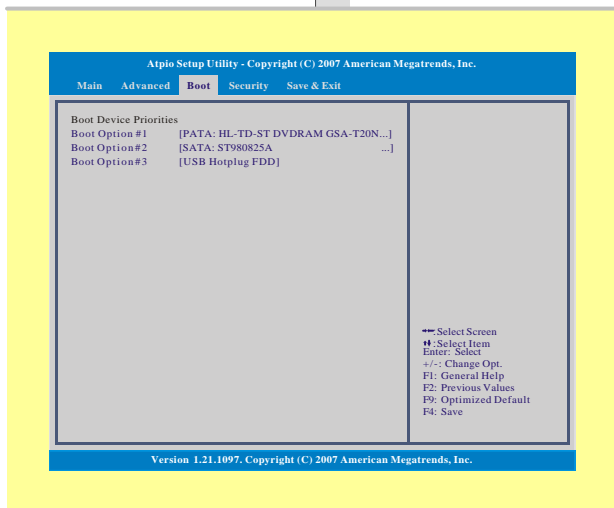 Atpio Setup Utility - Copyright (C) 2007 American Megatrends, Inc.
Main Advanced Boot Security Save & Exit
Boot Device Priorities
Boot Option #1 [PATA: HL-TD-ST DVDRAM GSA-T20N...]
Boot Option#2 [SATA: ST980825A ...]
Boot Option#3 [USB Hotplug FDD]
:Select Screen
:Select Item
Enter: Select
+/-: Change Opt.
F1: General Help
F2: Previous Values
F9: Optimized Default
F4: Save
Version 1.21.1097. Copyright (C) 2007 American Megatrends, Inc.